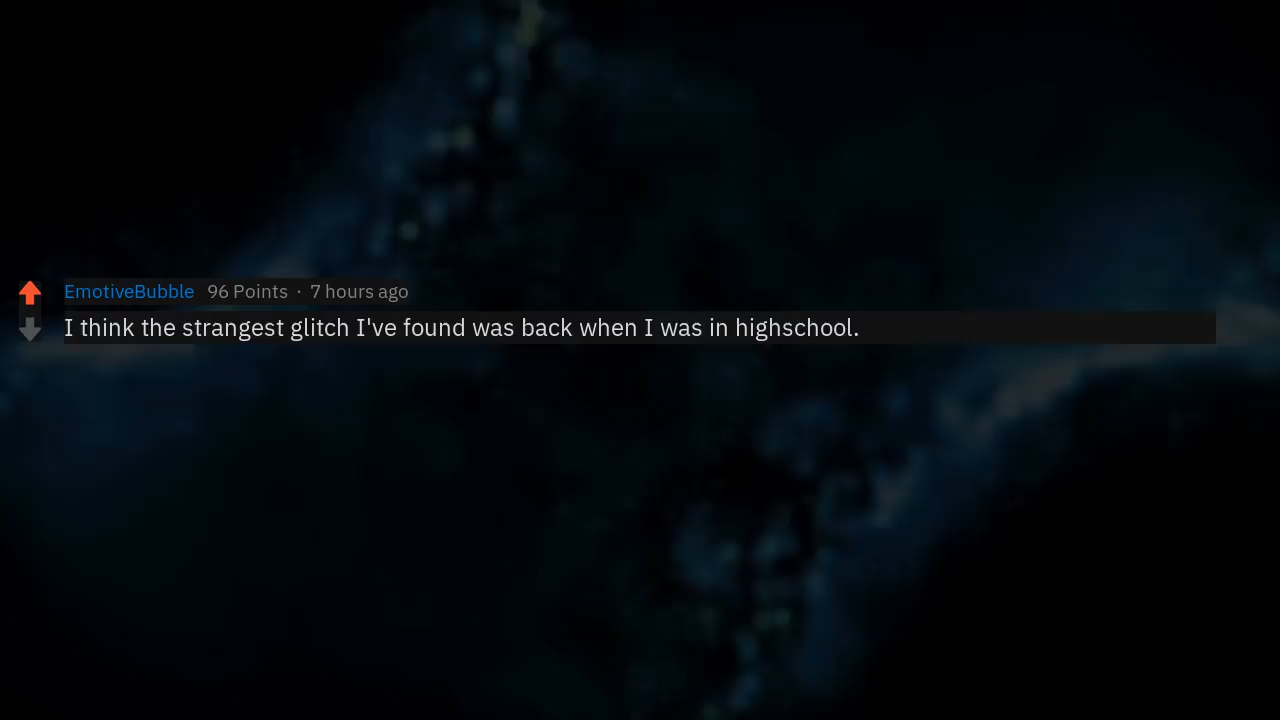 EmotiveBubble 96 Points · 7 hours ago
I think the strangest glitch I've found was back when I was in highschool.